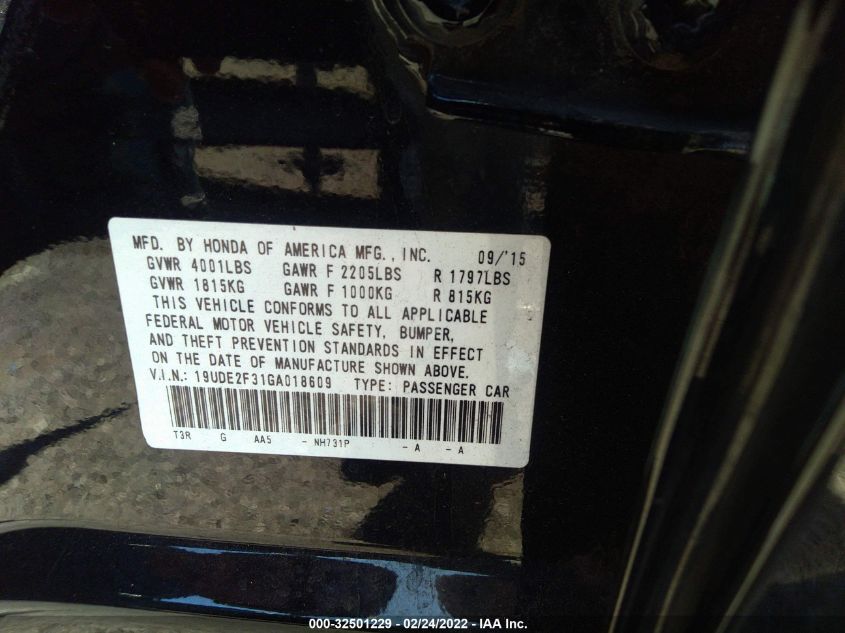 MFD. BY HONDA OF AMERICA MFG., INC. 09/'15
GVWR 4001LBS GAWR F 2205LBS R 1797LBS
GVWR 1815KG GAWR F 1000KG R 815KG
THIS VEHICLE CONFORMS TO ALL APPLICABLE
FEDERAL MOTOR VEHICLE SAFETY, BUMPER,
AND THEFT PREVENTION STANDARDS IN EFFECT
ON THE DATE OF MANUFACTURE SHOWN ABOVE.
V.I.N.: 19UDE2F31GA018609 TYPE: PASSENGER CAR
T3R G AA5 - NH731P - A - A
000-32501229 - 02/24/2022 - IAA Inc.